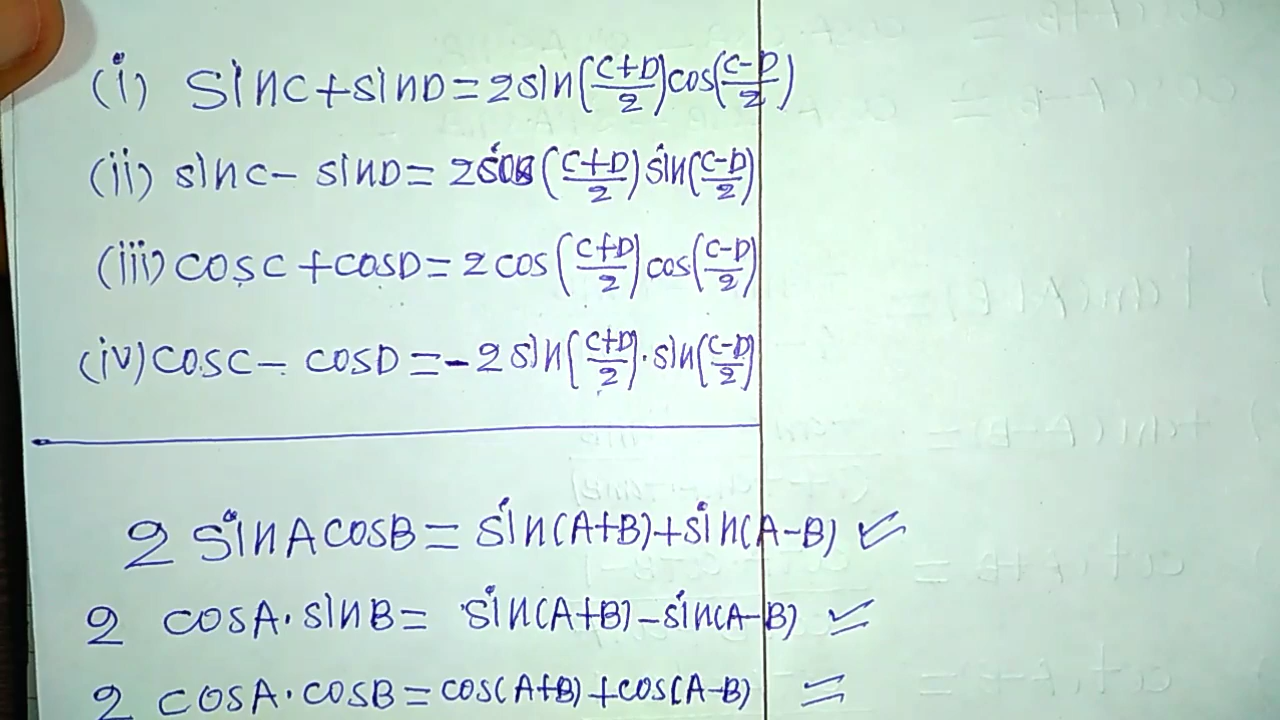 (i) sinC+sinD=2sin(C+D/2)cos(C-D/2)
(ii) sinC- sinD= 2cos(C+D/2)sin(C-D/2)
(iii) cosC+cosD=2cos(C+D/2)cos(C-D/2)
(iv) cosC- cosD=-2sin(C+D/2).sin(C-D/2)
2 sinAcosB=sin(A+B)+sin(A-B)
2 cosA.sinB= sin(A+B)-sin(A-B)
2 cosA.cosB=cos(A+B)+cos(A-B)